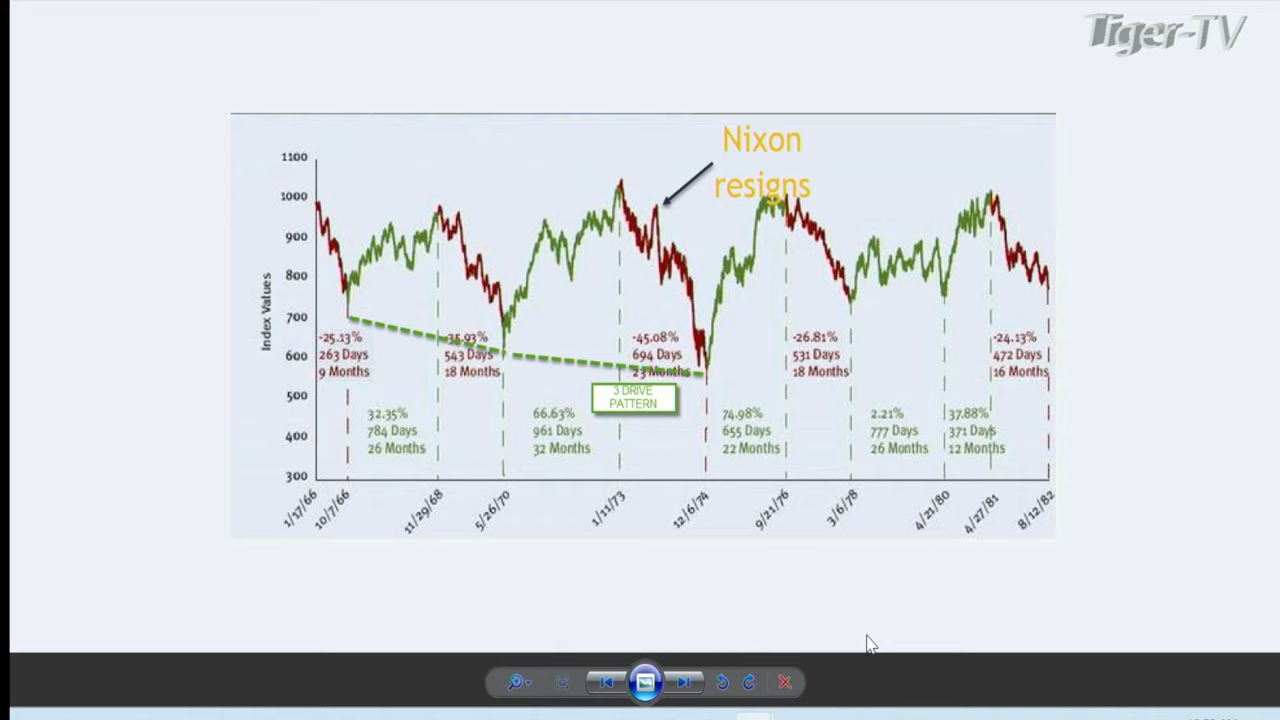 Tiger-TV
Nixon
resigns
1100
1000
900
800
700
600
500
400
300
Index Values
-25.13%
263 Days
9 Months
-35.93%
543 Days
18 Months
-45.08%
694 Days
23 Months
-26.81%
531 Days
18 Months
-24.13%
472 Days
16 Months
3 DRIVE
PATTERN
32.35%
784 Days
26 Months
66.63%
961 Days
32 Months
74.98%
655 Days
22 Months
2.21%
777 Days
26 Months
37.88%
371 Days
12 Months
1/17/66
10/7/66
11/29/68
5/26/70
1/11/73
12/6/74
9/21/76
3/6/78
4/21/80
4/27/81
8/12/82